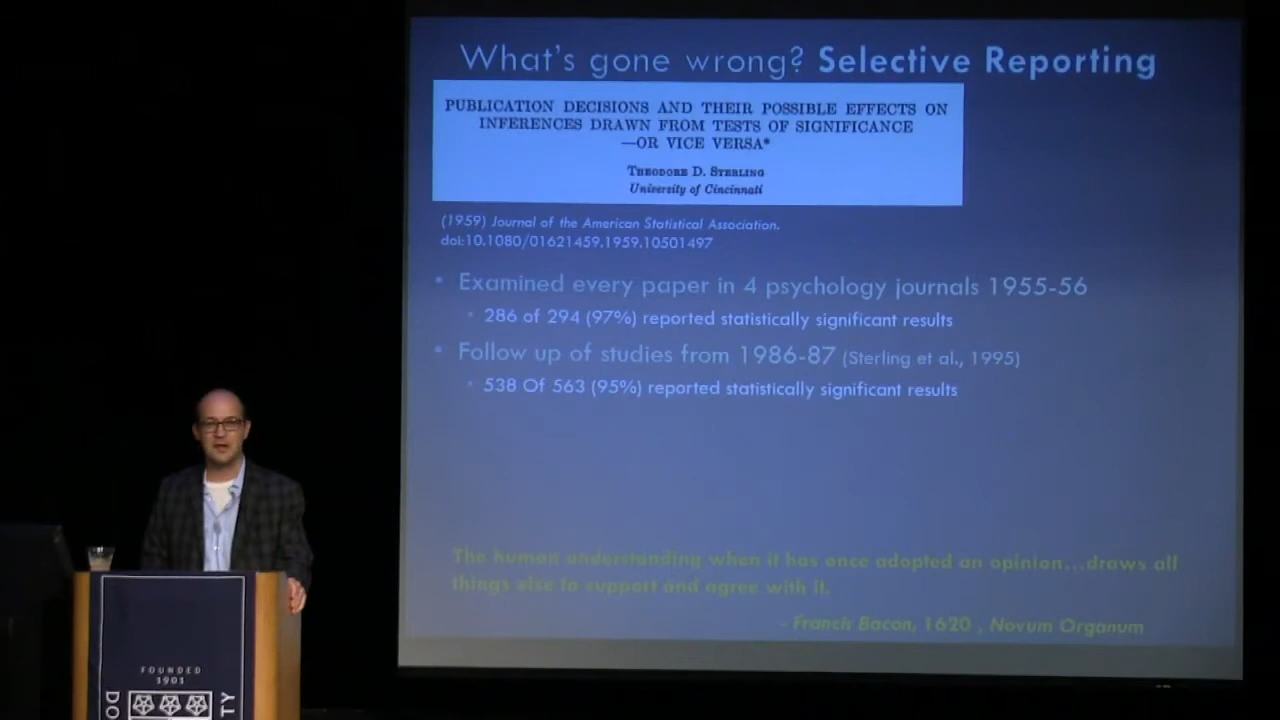 What's gone wrong? Selective Reporting
PUBLICATION DECISIONS AND THEIR POSSIBLE EFFECTS ON
INFERENCES DRAWN FROM TESTS OF SIGNIFICANCE
—OR VICE VERSA*
THEODORE D. STERLING
University of Cincinnati
(1959) Journal of the American Statistical Association.
doi:10.1080/01621459.1959.10501497
• Examined every paper in 4 psychology journals 1955-56
• 286 of 294 (97%) reported statistically significant results
• Follow up of studies from 1986-87 (Sterling et al., 1995)
• 538 Of 563 (95%) reported statistically significant results
The human understanding when it has once adopted an opinion...draws all
things else to support and agree with it.
- Francis Bacon, 1620 , Novum Organum
FOUNDED
1901
DO
TY